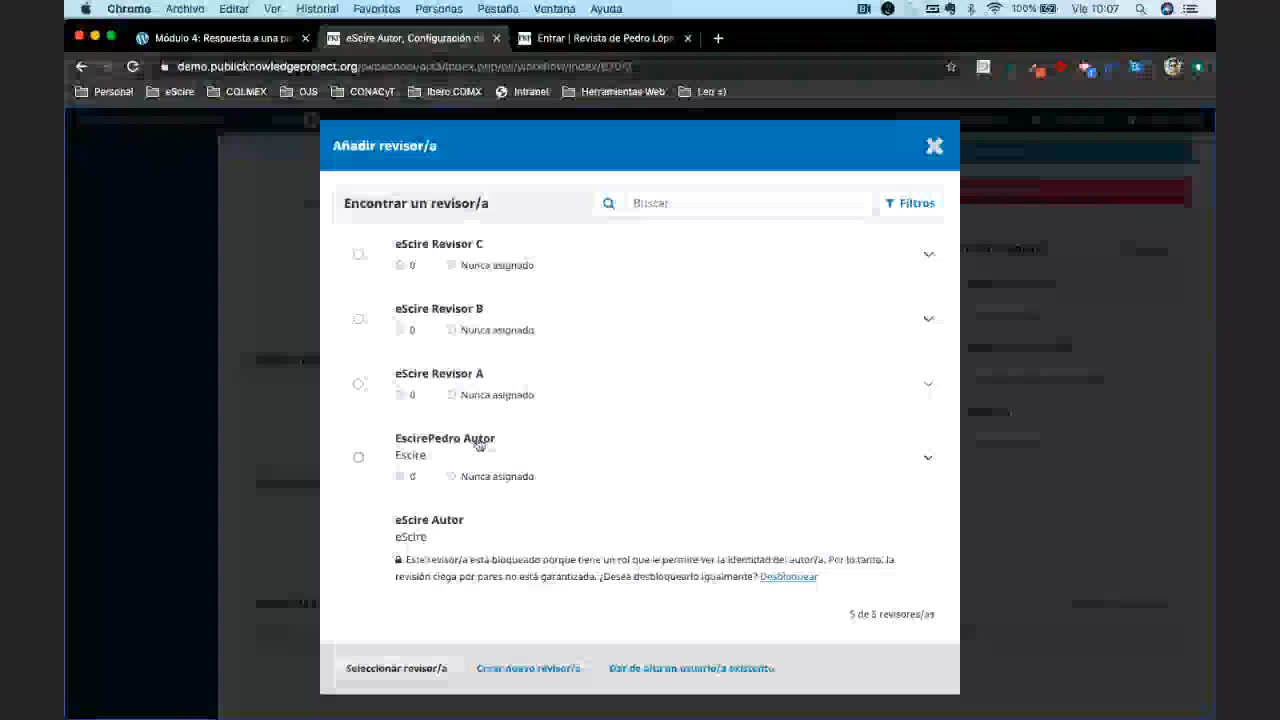 Chrome Archivo Editar Ver Historial Favoritos Personas Pestaña Ventana Ayuda 100% Vie 10:07
Módulo 4: Respuesta a una pa eScire Autor, Configuración di Entrar | Revista de Pedro Lópe
demo.publicknowledgeproject.org
Personal eScire COLMEX OJS CONACyT Ibero CDMX Intranet Herramientas Web Leo =)
Añadir revisor/a
Encontrar un revisor/a Buscar Filtros
eScire Revisor C
0 Nunca asignado
eScire Revisor B
0 Nunca asignado
eScire Revisor A
0 Nunca asignado
EscirePedro Autor
Escire
0 Nunca asignado
eScire Autor
eScire
Este revisor/a está bloqueado porque tiene un rol que le permite ver la identidad del autor/a. Por lo tanto, la
revisión ciega por pares no está garantizada. ¿Desea desbloquearlo igualmente? Desbloquear
5 de 5 revisores/as
Seleccionar revisor/a Crear nuevo revisor/a Dar de alta un usuario/a existente